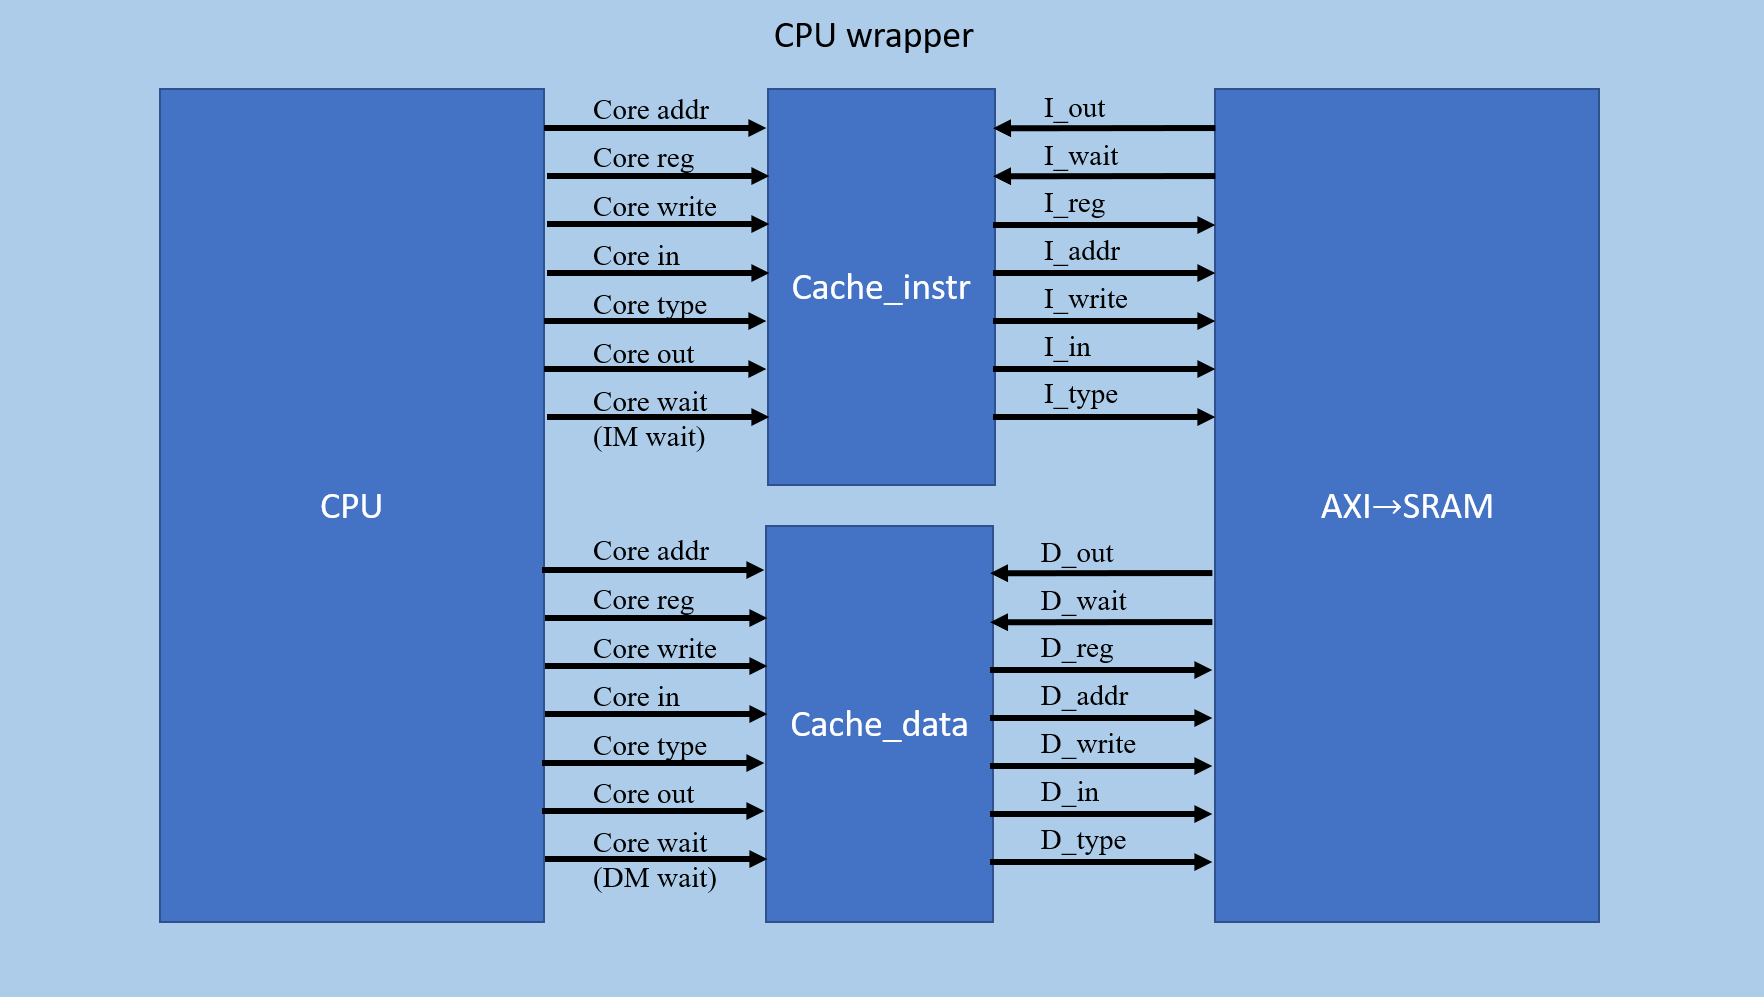 CPU wrapper
CPU
Core addr
Core reg
Core write
Core in
Core type
Core out
Core wait
(IM wait)
Cache_instr
I_out
I_wait
I_reg
I_addr
I_write
I_in
I_type
Core addr
Core reg
Core write
Core in
Core type
Core out
Core wait
(DM wait)
Cache_data
D_out
D_wait
D_reg
D_addr
D_write
D_in
D_type
AXI→SRAM